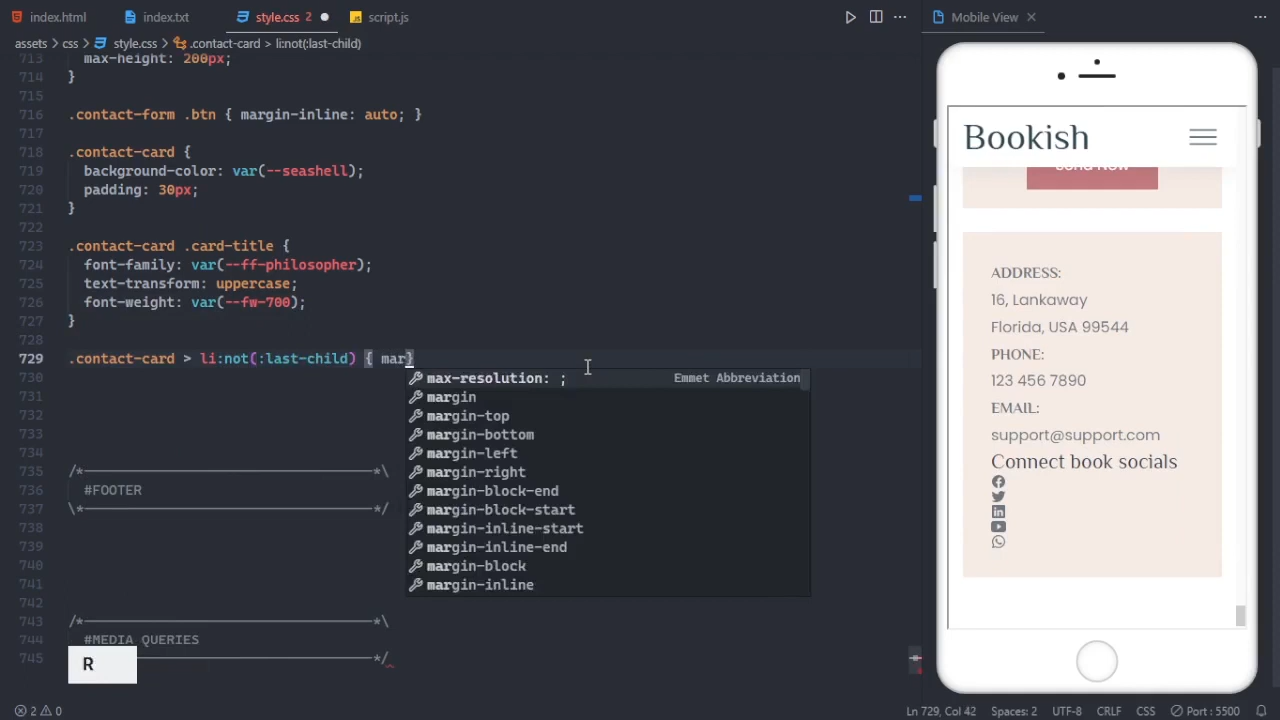 index.html index.txt style.css 2 script.js Mobile View
assets > css > style.css > .contact-card > li:not(:last-child)
713 max-height: 200px;
714 }
715
716 .contact-form .btn { margin-inline: auto; }
717
718 .contact-card {
719 background-color: var(--seashell);
720 padding: 30px;
721 }
722
723 .contact-card .card-title {
724 font-family: var(--ff-philosopher);
725 text-transform: uppercase;
726 font-weight: var(--fw-700);
727 }
728
729 .contact-card > li:not(:last-child) { mar}
730
731
732
733
734
735 /*-----------------------------------*\
736 #FOOTER
737 \*-----------------------------------*/
738
739
740
741
742
743 /*-----------------------------------*\
744 #MEDIA QUERIES
745 -----------------------------------*/
max-resolution: ; Emmet Abbreviation
margin
margin-top
margin-bottom
margin-left
margin-right
margin-block-end
margin-block-start
margin-inline-start
margin-inline-end
margin-block
margin-inline
R
Bookish
Send Now
ADDRESS:
16, Lankaway
Florida, USA 99544
PHONE:
123 456 7890
EMAIL:
support@support.com
Connect book socials
2 0 Ln 729, Col 42 Spaces: 2 UTF-8 CRLF CSS Port : 5500